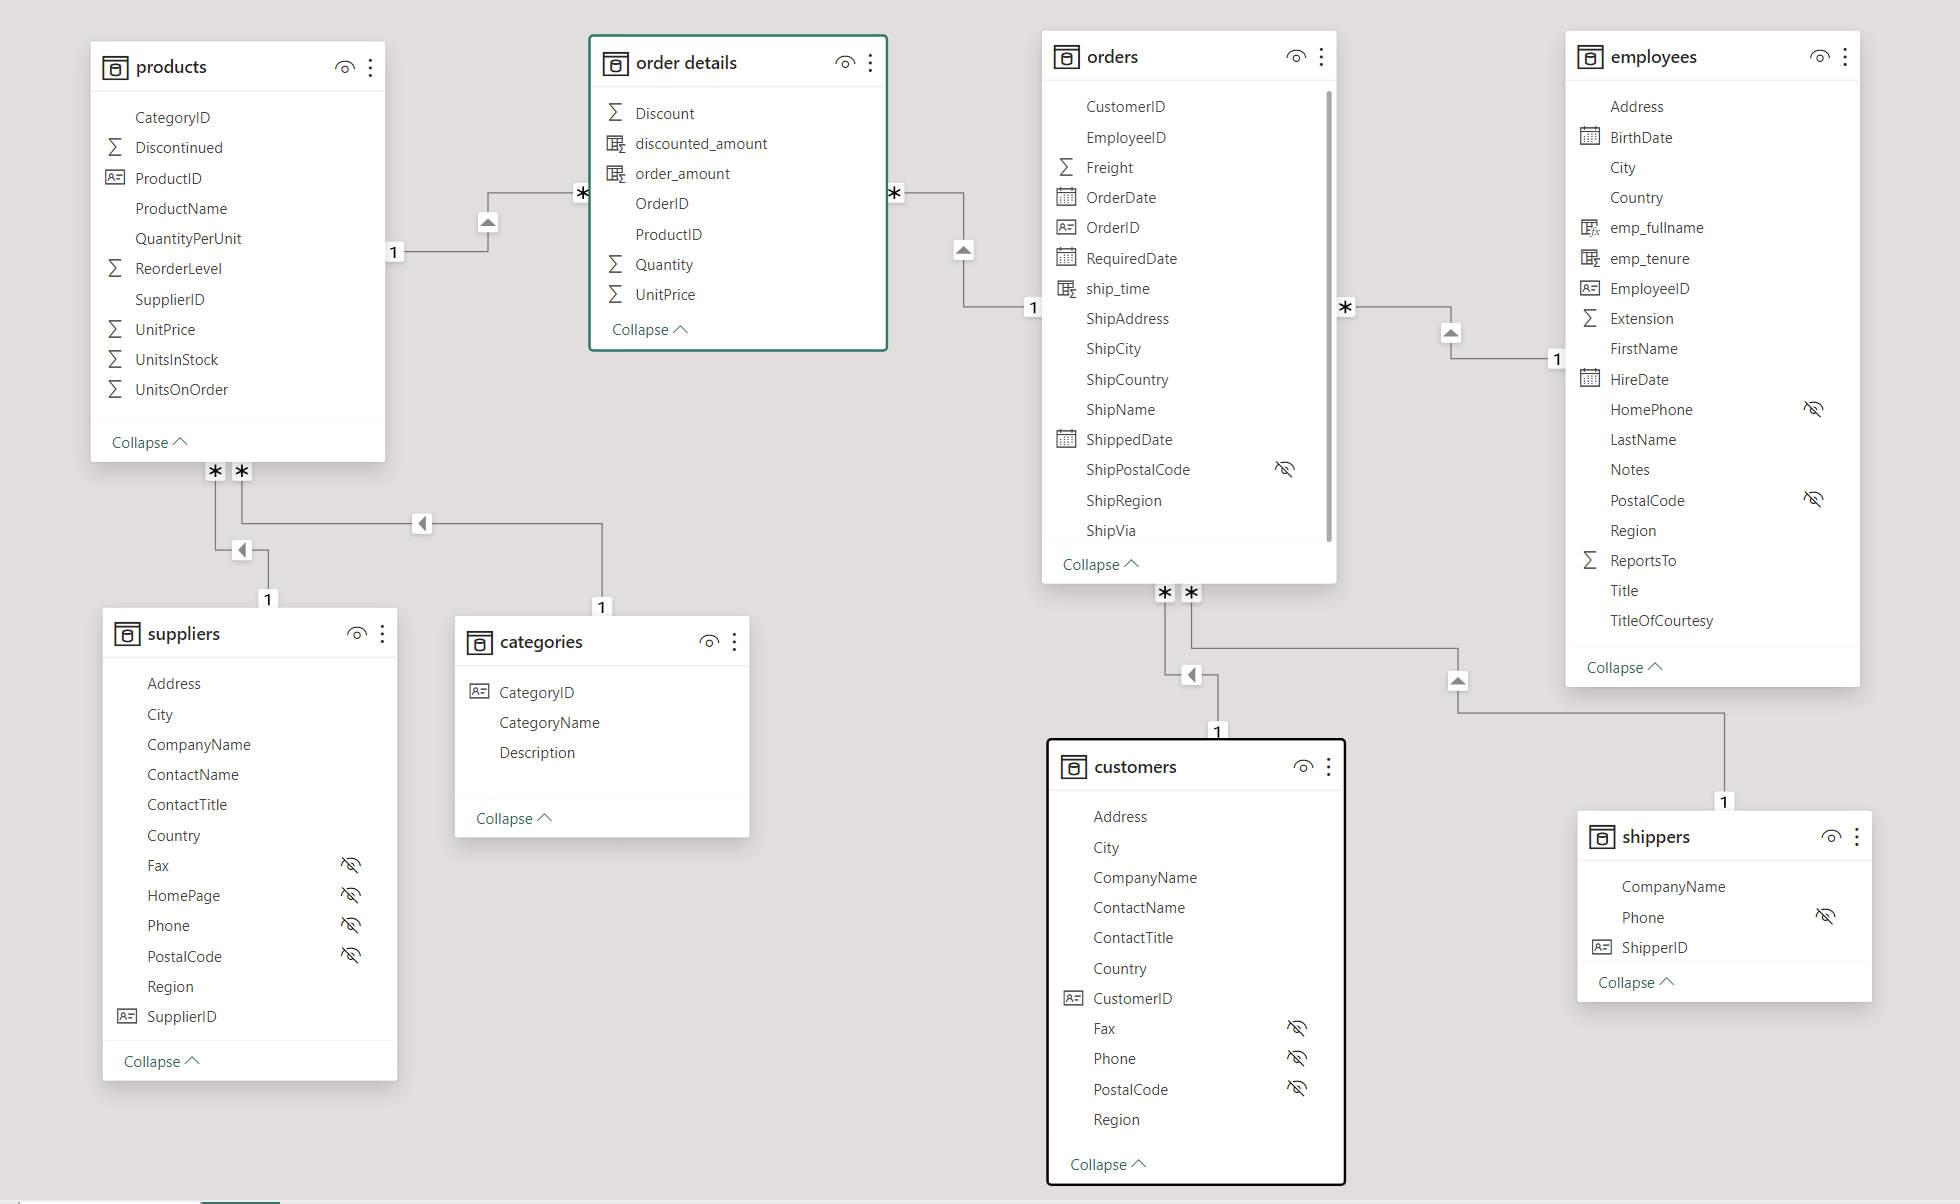 products
CategoryID
Discontinued
ProductID
ProductName
QuantityPerUnit
ReorderLevel
SupplierID
UnitPrice
UnitsInStock
UnitsOnOrder
Collapse
1
*
order details
Discount
discounted_amount
order_amount
OrderID
ProductID
Quantity
UnitPrice
Collapse
*
1
orders
CustomerID
EmployeeID
Freight
OrderDate
OrderID
RequiredDate
ship_time
ShipAddress
ShipCity
ShipCountry
ShipName
ShippedDate
ShipPostalCode
ShipRegion
ShipVia
Collapse
*
1
employees
Address
BirthDate
City
Country
emp_fullname
emp_tenure
EmployeeID
Extension
FirstName
HireDate
HomePhone
LastName
Notes
PostalCode
Region
ReportsTo
Title
TitleOfCourtesy
Collapse
* *
1
suppliers
Address
City
CompanyName
ContactName
ContactTitle
Country
Fax
HomePage
Phone
PostalCode
Region
SupplierID
Collapse
1
categories
CategoryID
CategoryName
Description
Collapse
* *
1
customers
Address
City
CompanyName
ContactName
ContactTitle
Country
CustomerID
Fax
Phone
PostalCode
Region
Collapse
1
shippers
CompanyName
Phone
ShipperID
Collapse